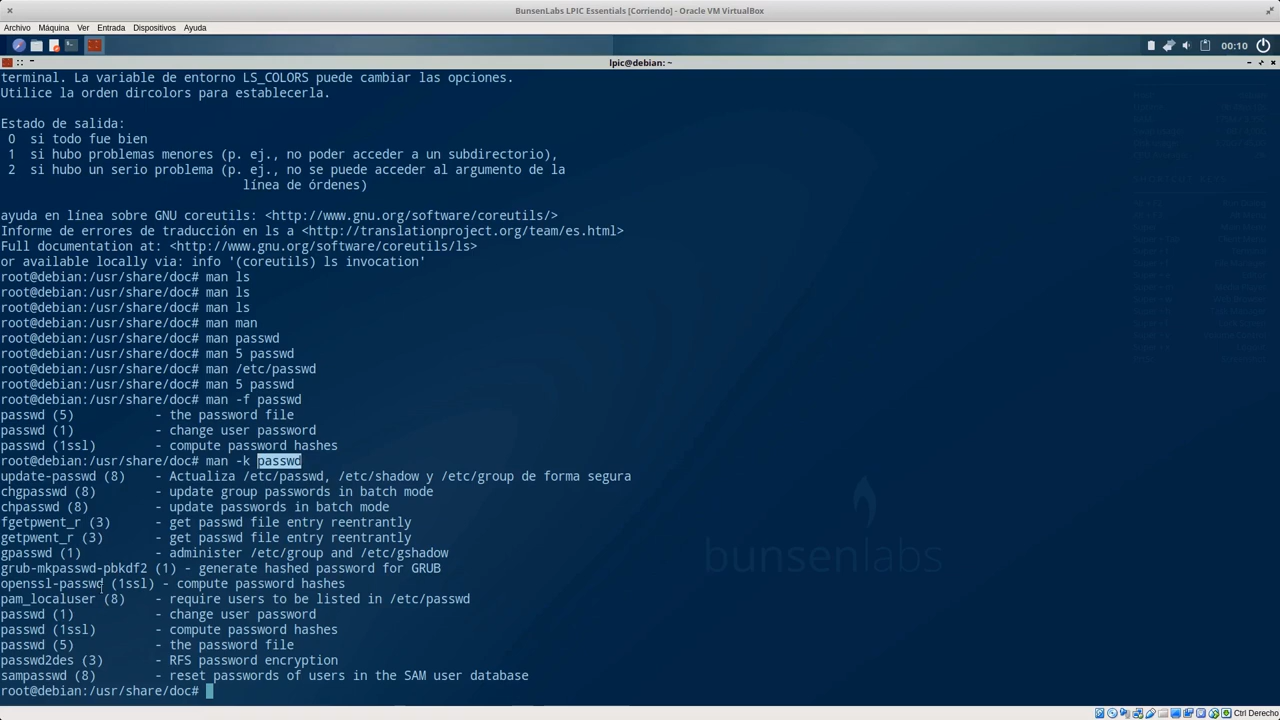 BunsenLabs LPIC Essentials [Corriendo] - Oracle VM VirtualBox
Archivo Máquina Ver Entrada Dispositivos Ayuda
00:10
lpic@debian: ~
terminal. La variable de entorno LS_COLORS puede cambiar las opciones.
Utilice la orden dircolors para establecerla.
Estado de salida:
0 si todo fue bien
1 si hubo problemas menores (p. ej., no poder acceder a un subdirectorio),
2 si hubo un serio problema (p. ej., no se puede acceder al argumento de la
línea de órdenes)
ayuda en línea sobre GNU coreutils: <http://www.gnu.org/software/coreutils/>
Informe de errores de traducción en ls a <http://translationproject.org/team/es.html>
Full documentation at: <http://www.gnu.org/software/coreutils/ls>
or available locally via: info '(coreutils) ls invocation'
root@debian:/usr/share/doc# man ls
root@debian:/usr/share/doc# man ls
root@debian:/usr/share/doc# man ls
root@debian:/usr/share/doc# man man
root@debian:/usr/share/doc# man passwd
root@debian:/usr/share/doc# man 5 passwd
root@debian:/usr/share/doc# man /etc/passwd
root@debian:/usr/share/doc# man 5 passwd
root@debian:/usr/share/doc# man -f passwd
passwd (5) - the password file
passwd (1) - change user password
passwd (1ssl) - compute password hashes
root@debian:/usr/share/doc# man -k passwd
update-passwd (8) - Actualiza /etc/passwd, /etc/shadow y /etc/group de forma segura
chgpasswd (8) - update group passwords in batch mode
chpasswd (8) - update passwords in batch mode
fgetpwent_r (3) - get passwd file entry reentrantly
getpwent_r (3) - get passwd file entry reentrantly
gpasswd (1) - administer /etc/group and /etc/gshadow
grub-mkpasswd-pbkdf2 (1) - generate hashed password for GRUB
openssl-passwd (1ssl) - compute password hashes
pam_localuser (8) - require users to be listed in /etc/passwd
passwd (1) - change user password
passwd (1ssl) - compute password hashes
passwd (5) - the password file
passwd2des (3) - RFS password encryption
sampasswd (8) - reset passwords of users in the SAM user database
root@debian:/usr/share/doc#
bunsenlabs
Ctrl Derecho